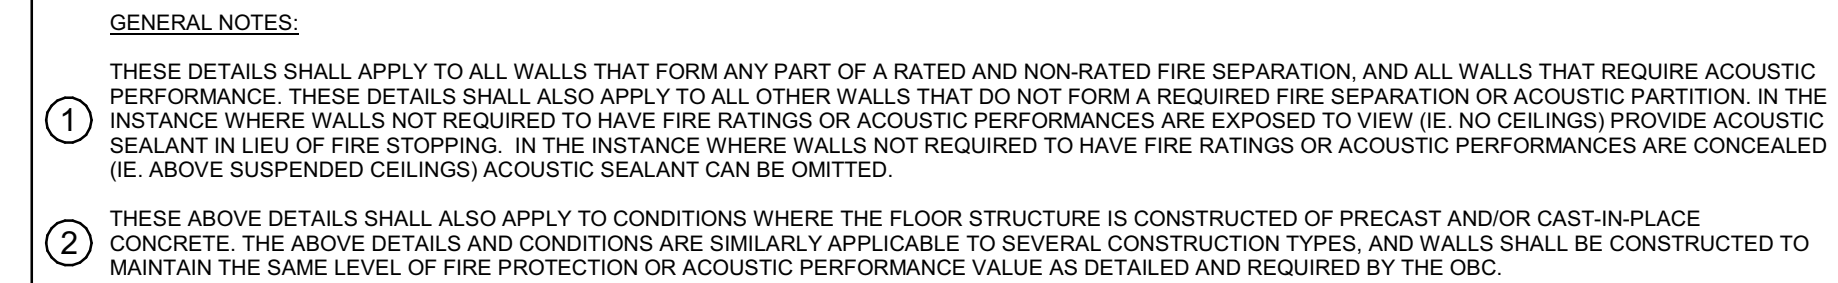 GENERAL NOTES:
THESE DETAILS SHALL APPLY TO ALL WALLS THAT FORM ANY PART OF A RATED AND NON-RATED FIRE SEPARATION, AND ALL WALLS THAT REQUIRE ACOUSTIC
PERFORMANCE. THESE DETAILS SHALL ALSO APPLY TO ALL OTHER WALLS THAT DO NOT FORM A REQUIRED FIRE SEPARATION OR ACOUSTIC PARTITION. IN THE
1 INSTANCE WHERE WALLS NOT REQUIRED TO HAVE FIRE RATINGS OR ACOUSTIC PERFORMANCES ARE EXPOSED TO VIEW (IE. NO CEILINGS) PROVIDE ACOUSTIC
SEALANT IN LIEU OF FIRE STOPPING. IN THE INSTANCE WHERE WALLS NOT REQUIRED TO HAVE FIRE RATINGS OR ACOUSTIC PERFORMANCES ARE CONCEALED
(IE. ABOVE SUSPENDED CEILINGS) ACOUSTIC SEALANT CAN BE OMITTED.
THESE ABOVE DETAILS SHALL ALSO APPLY TO CONDITIONS WHERE THE FLOOR STRUCTURE IS CONSTRUCTED OF PRECAST AND/OR CAST-IN-PLACE
2 CONCRETE. THE ABOVE DETAILS AND CONDITIONS ARE SIMILARLY APPLICABLE TO SEVERAL CONSTRUCTION TYPES, AND WALLS SHALL BE CONSTRUCTED TO
MAINTAIN THE SAME LEVEL OF FIRE PROTECTION OR ACOUSTIC PERFORMANCE VALUE AS DETAILED AND REQUIRED BY THE OBC.